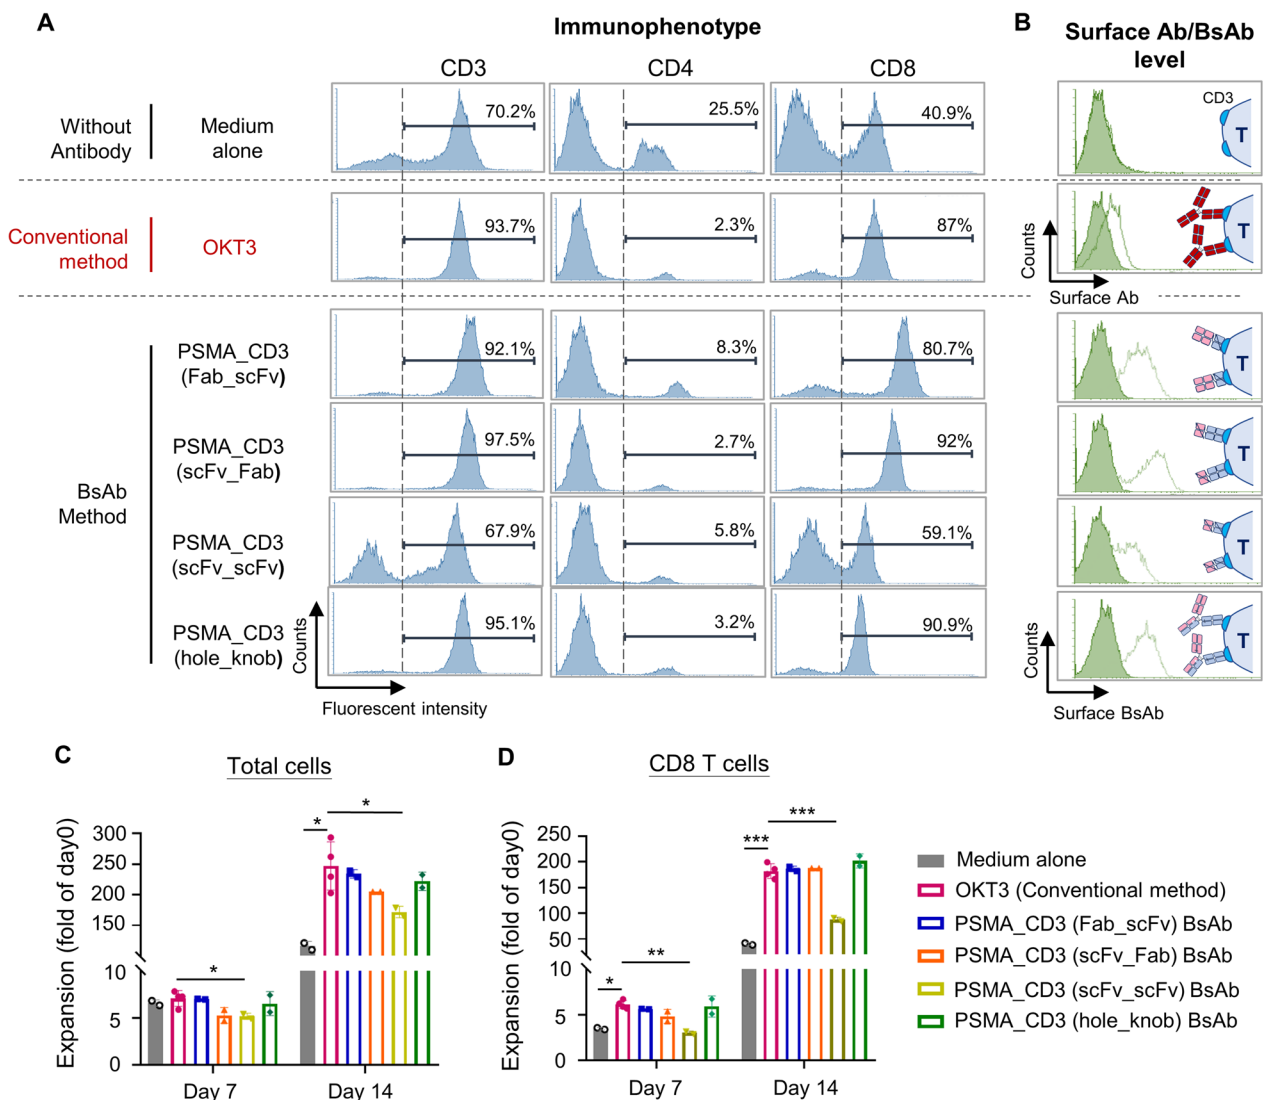 A
Immunophenotype
B
Surface Ab/BsAb
level
CD3
CD4
CD8
Without
Antibody
Medium
alone
70.2%
25.5%
40.9%
CD3
T
Conventional
method
OKT3
93.7%
2.3%
87%
Counts
T
Surface Ab
BsAb
Method
PSMA_CD3
(Fab_scFv)
92.1%
8.3%
80.7%
T
PSMA_CD3
(scFv_Fab)
97.5%
2.7%
92%
T
PSMA_CD3
(scFv_scFv)
67.9%
5.8%
59.1%
T
PSMA_CD3
(hole_knob)
95.1%
3.2%
90.9%
T
Counts
Fluorescent intensity
Counts
Surface BsAb
C
Total cells
Expansion (fold of day0)
300
250
200
150
10
5
0
*
*
*
Day 7
Day 14
D
CD8 T cells
Expansion (fold of day0)
250
200
150
100
50
10
5
0
*
**
***
***
Day 7
Day 14
Medium alone
OKT3 (Conventional method)
PSMA_CD3 (Fab_scFv) BsAb
PSMA_CD3 (scFv_Fab) BsAb
PSMA_CD3 (scFv_scFv) BsAb
PSMA_CD3 (hole_knob) BsAb